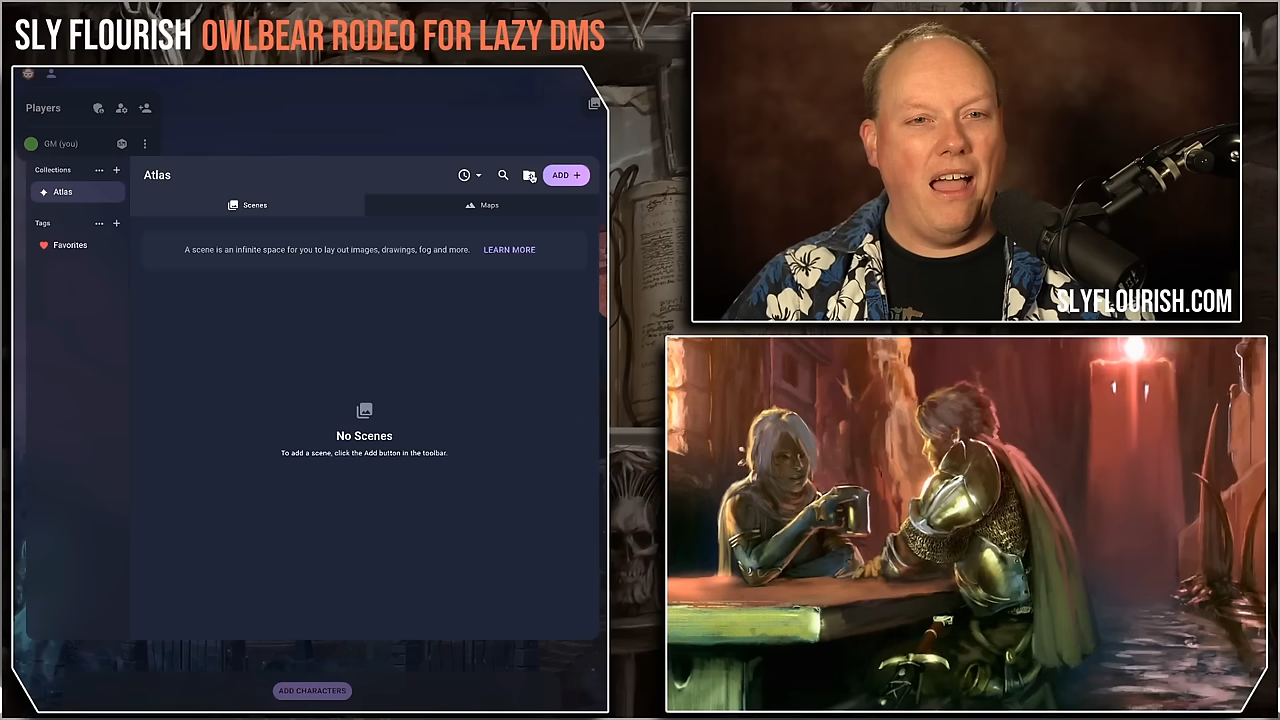 SLY FLOURISH OWLBEAR RODEO FOR LAZY DMS
Players
GM (you)
Collections
Atlas
Tags
Favorites
Atlas
ADD +
Scenes
Maps
A scene is an infinite space for you to lay out images, drawings, fog and more. LEARN MORE
No Scenes
To add a scene, click the Add button in the toolbar.
ADD CHARACTERS
SLYFLOURISH.COM